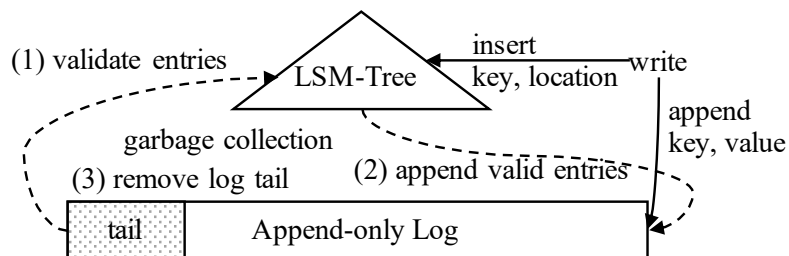 insert
(1) validate entries
write
LSM-Tree
key, location
append
key, value
garbage collection
(2) append valid entries
(3) remove log tail
tail
Append-only Log